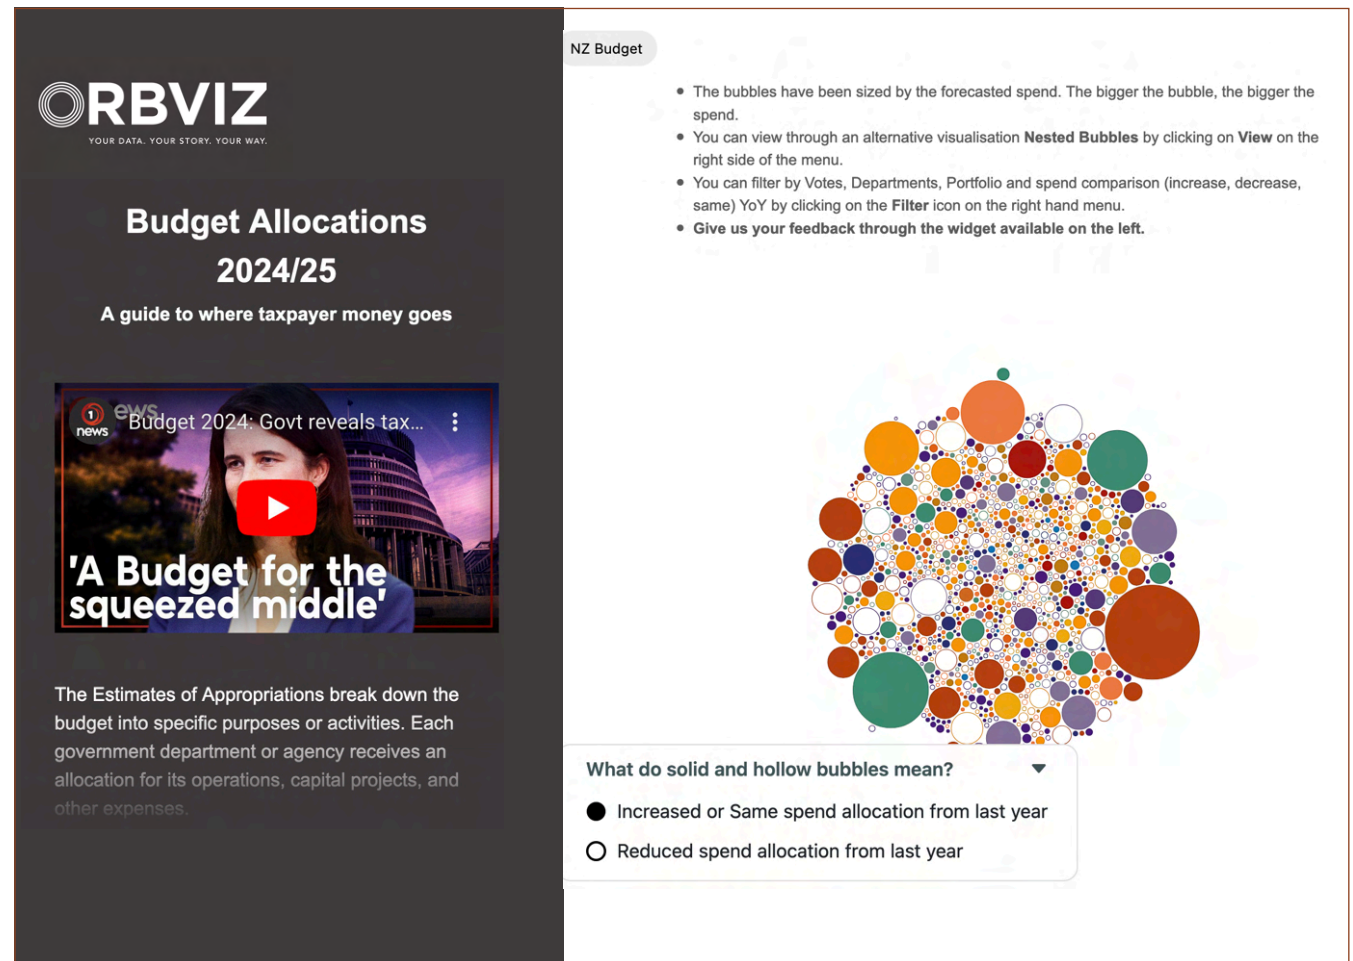 ORBVIZ
YOUR DATA. YOUR STORY. YOUR WAY.
Budget Allocations
2024/25
A guide to where taxpayer money goes
1
news
ews
Budget 2024: Govt reveals tax...
'A Budget for the
squeezed middle'
The Estimates of Appropriations break down the
budget into specific purposes or activities. Each
government department or agency receives an
allocation for its operations, capital projects, and
other expenses.
NZ Budget
• The bubbles have been sized by the forecasted spend. The bigger the bubble, the bigger the
spend.
• You can view through an alternative visualisation Nested Bubbles by clicking on View on the
right side of the menu.
• You can filter by Votes, Departments, Portfolio and spend comparison (increase, decrease,
same) YoY by clicking on the Filter icon on the right hand menu.
• Give us your feedback through the widget available on the left.
What do solid and hollow bubbles mean?
Increased or Same spend allocation from last year
Reduced spend allocation from last year